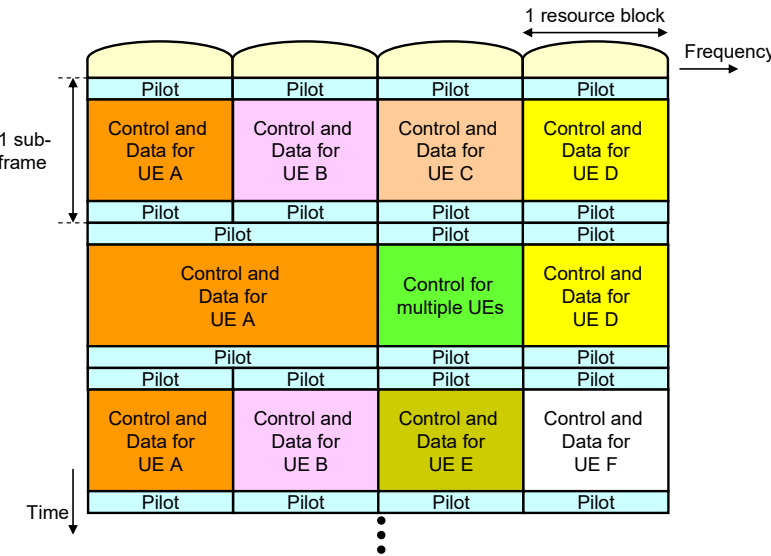 1 resource block
Frequency
Pilot Pilot Pilot Pilot
1 sub-
frame
Control and
Data for
UE A
Control and
Data for
UE B
Control and
Data for
UE C
Control and
Data for
UE D
Pilot Pilot Pilot Pilot
Pilot Pilot Pilot
Control and
Data for
UE A
Control for
multiple UEs
Control and
Data for
UE D
Pilot Pilot Pilot
Pilot Pilot Pilot Pilot
Control and
Data for
UE A
Control and
Data for
UE B
Control and
Data for
UE E
Control and
Data for
UE F
Pilot Pilot Pilot Pilot
Time